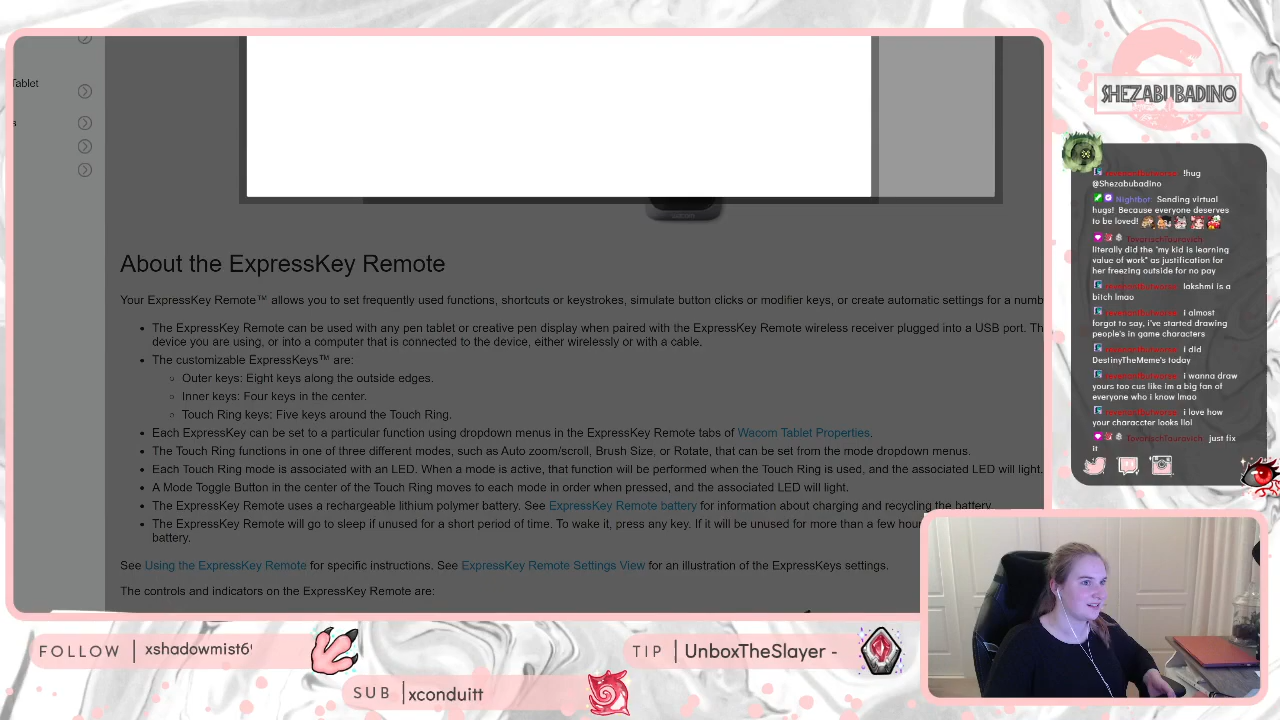 Tablet
s
About the ExpressKey Remote
Your ExpressKey Remote™ allows you to set frequently used functions, shortcuts or keystrokes, simulate button clicks or modifier keys, or create automatic settings for a numb
The ExpressKey Remote can be used with any pen tablet or creative pen display when paired with the ExpressKey Remote wireless receiver plugged into a USB port. Th
device you are using, or into a computer that is connected to the device, either wirelessly or with a cable.
The customizable ExpressKeys™ are:
Outer keys: Eight keys along the outside edges.
Inner keys: Four keys in the center.
Touch Ring keys: Five keys around the Touch Ring.
Each ExpressKey can be set to a particular function using dropdown menus in the ExpressKey Remote tabs of Wacom Tablet Properties.
The Touch Ring functions in one of three different modes, such as Auto zoom/scroll, Brush Size, or Rotate, that can be set from the mode dropdown menus.
Each Touch Ring mode is associated with an LED. When a mode is active, that function will be performed when the Touch Ring is used, and the associated LED will light.
A Mode Toggle Button in the center of the Touch Ring moves to each mode in order when pressed, and the associated LED will light.
The ExpressKey Remote uses a rechargeable lithium polymer battery. See ExpressKey Remote battery for information about charging and recycling the battery.
The ExpressKey Remote will go to sleep if unused for a short period of time. To wake it, press any key. If it will be unused for more than a few hou
battery.
See Using the ExpressKey Remote for specific instructions. See ExpressKey Remote Settings View for an illustration of the ExpressKeys settings.
The controls and indicators on the ExpressKey Remote are:
SHEZABUBADINO
!hug
@Shezabubadino
Nightbot: Sending virtual
hugs! Because everyone deserves
to be loved!
TovarischTauravich
literally did the "my kid is learning
value of work" as justification for
her freezing outside for no pay
lakshmi is a
bitch lmao
i almost
forgot to say, i've started drawing
people's in game characters
i did
DestinyTheMeme's today
i wanna draw
yours too cus like im a big fan of
everyone who i know lmao
i love how
your characcter looks llol
TovarischTauravich just fix
it
FOLLOW xshadowmist6
TIP UnboxTheSlayer -
SUB xconduitt